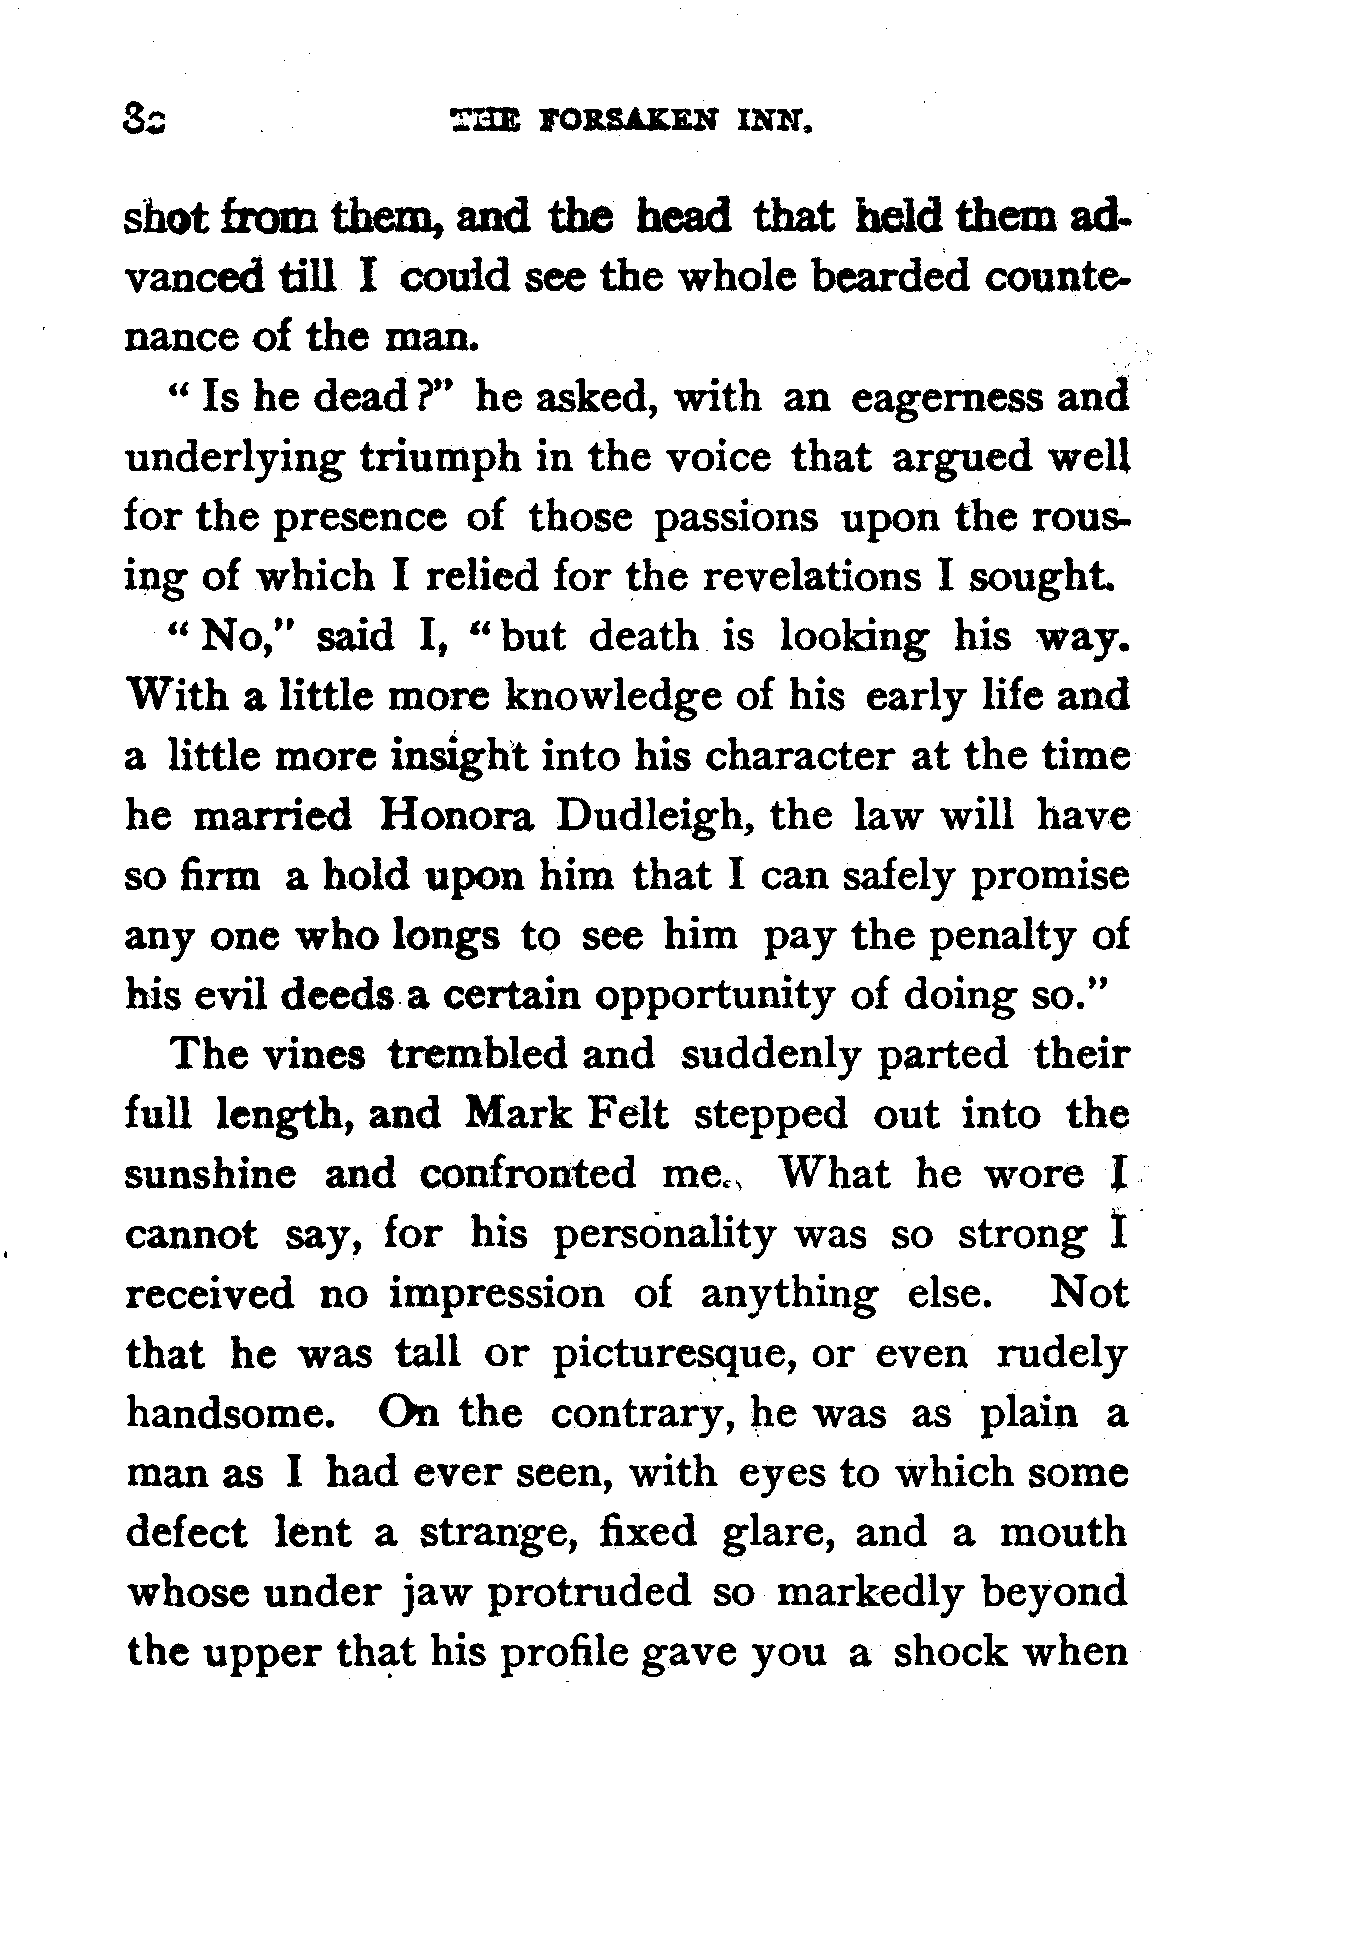 80 THE FORSAKEN INN.
shot from them, and the head that held them ad-
vanced till I could see the whole bearded counte-
nance of the man.
" Is he dead ?" he asked, with an eagerness and
underlying triumph in the voice that argued well
for the presence of those passions upon the rous-
ing of which I relied for the revelations I sought.
" No," said I, " but death is looking his way.
With a little more knowledge of his early life and
a little more insight into his character at the time
he married Honora Dudleigh, the law will have
so firm a hold upon him that I can safely promise
any one who longs to see him pay the penalty of
his evil deeds a certain opportunity of doing so."
The vines trembled and suddenly parted their
full length, and Mark Felt stepped out into the
sunshine and confronted me. What he wore I
cannot say, for his personality was so strong I
received no impression of anything else. Not
that he was tall or picturesque, or even rudely
handsome. On the contrary, he was as plain a
man as I had ever seen, with eyes to which some
defect lent a strange, fixed glare, and a mouth
whose under jaw protruded so markedly beyond
the upper that his profile gave you a shock when